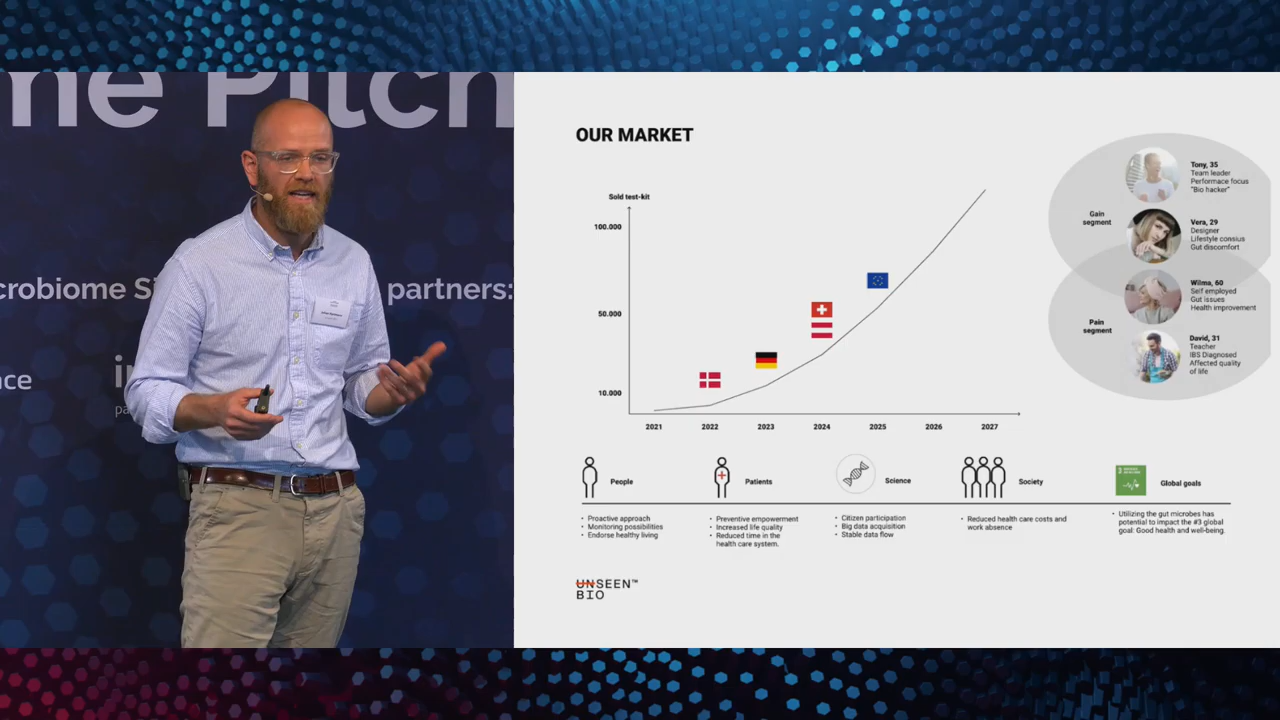 me Pitch
crobiome S
partners:
nce
OUR MARKET
Sold test-kit
100.000
50.000
10.000
2021
2022
2023
2024
2025
2026
2027
Gain
segment
Tony, 35
Team leader
Performace focus
"Bio hacker"
Vera, 29
Designer
Lifestyle consius
Gut discomfort
Pain
segment
Wilma, 60
Self employed
Gut issues
Health improvement
David, 31
Teacher
IBS Diagnosed
Affected quality
of life
People
• Proactive approach
• Monitoring possibilities
• Endorse healthy living
Patients
• Preventive empowerment
• Increased life quality
• Reduced time in the
health care system.
Science
• Citizen participation
• Big data acquisition
• Stable data flow
Society
• Reduced health care costs and
work absence
Global goals
• Utilizing the gut microbes has
potential to impact the #3 global
goal: Good health and well-being.
UNSEEN™
BIO